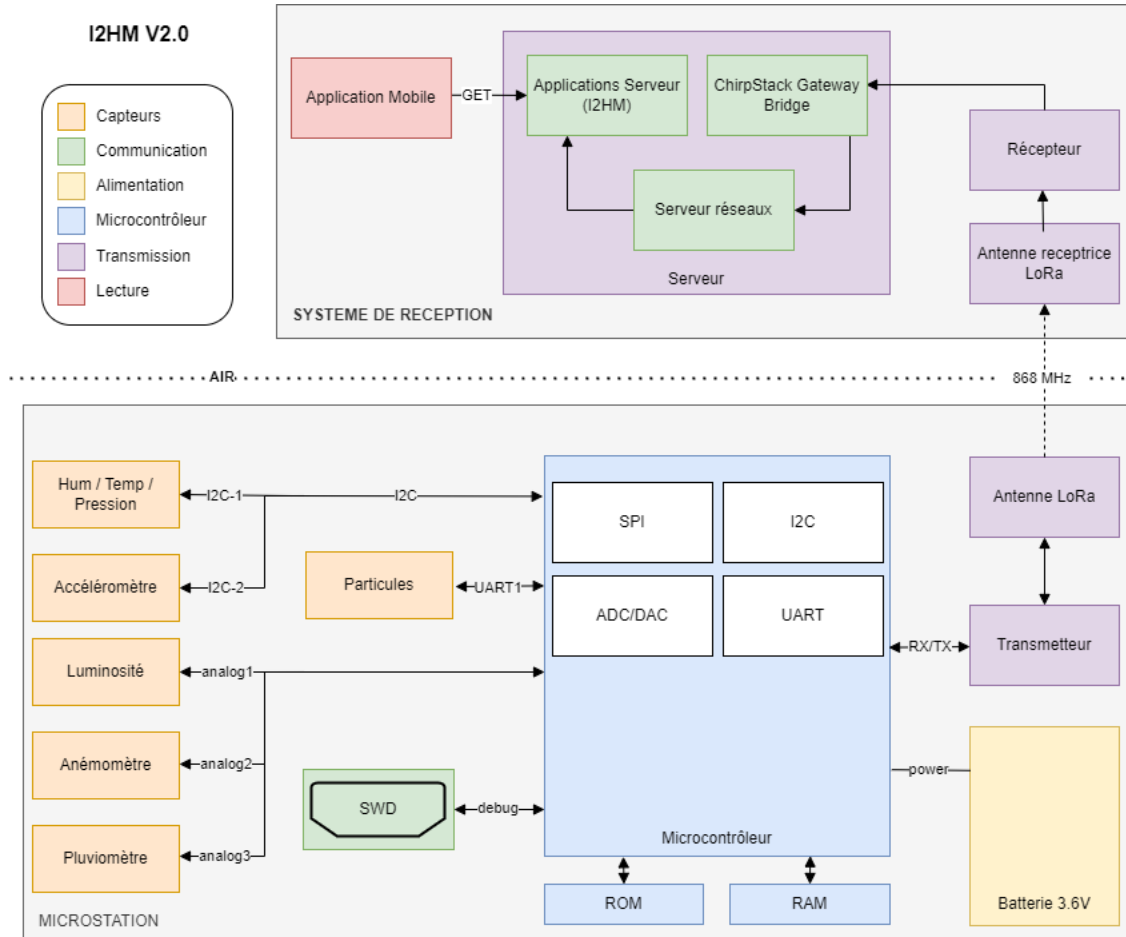 I2HM V2.0
Capteurs
Communication
Alimentation
Microcontrôleur
Transmission
Lecture
Application Mobile
GET
Applications Serveur
(I2HM)
ChirpStack Gateway
Bridge
Serveur réseaux
Serveur
Récepteur
Antenne receptrice
LoRa
SYSTEME DE RECEPTION
AIR
868 MHz
Hum / Temp /
Pression
I2C-1
I2C
Accéléromètre
I2C-2
Particules
UART1
SPI
I2C
ADC/DAC
UART
Antenne LoRa
RX/TX
Transmetteur
Luminosité
analog1
Anémomètre
analog2
Pluviomètre
analog3
SWD
debug
Microcontrôleur
power
Batterie 3.6V
ROM
RAM
MICROSTATION